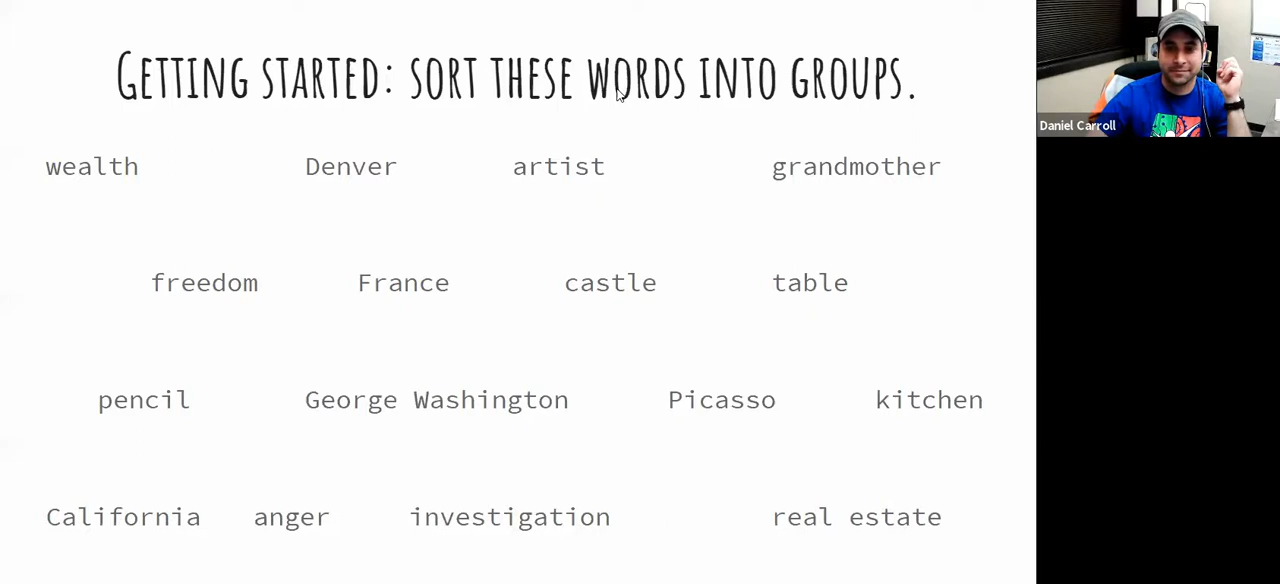 Getting started: sort these words into groups.
wealth Denver artist grandmother
freedom France castle table
pencil George Washington Picasso kitchen
California anger investigation real estate
Daniel Carroll